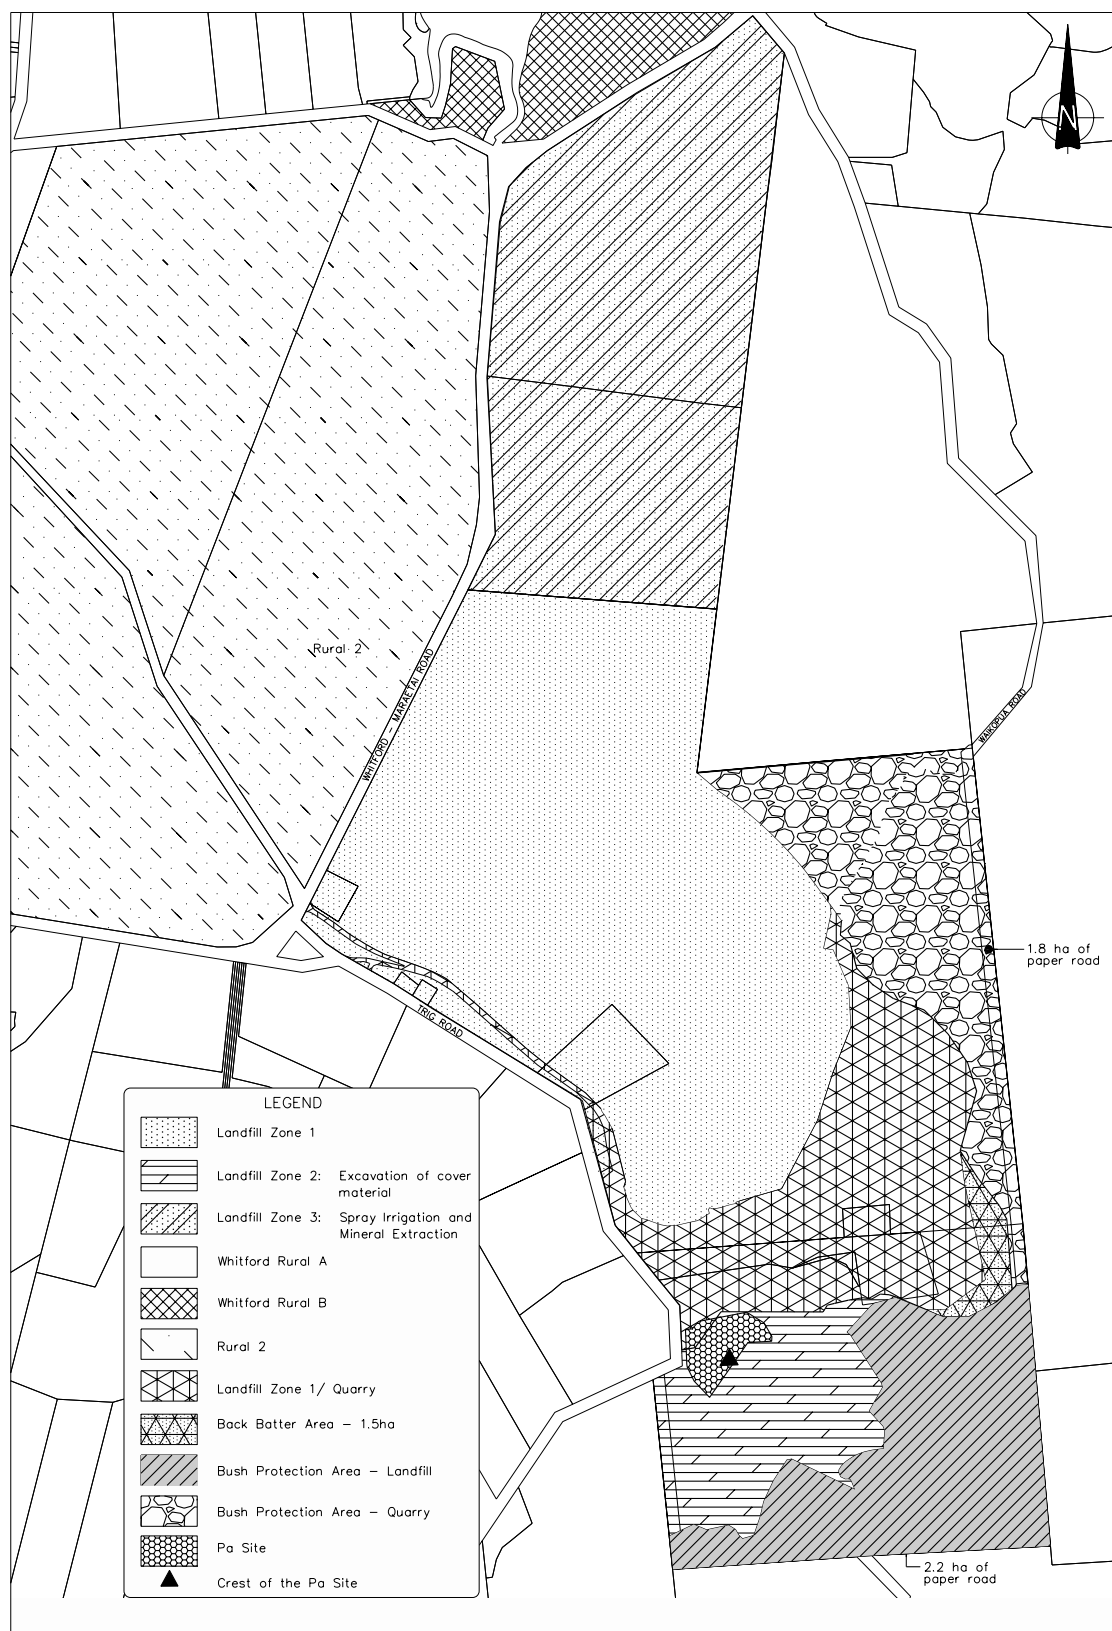 N
Rural 2
WHITFORD - MARAETAI ROAD
WAIKOPUA ROAD
1.8 ha of
paper road
TRIG ROAD
LEGEND
Landfill Zone 1
Landfill Zone 2: Excavation of cover
material
Landfill Zone 3: Spray Irrigation and
Mineral Extraction
Whitford Rural A
Whitford Rural B
Rural 2
Landfill Zone 1/ Quarry
Back Batter Area - 1.5ha
Bush Protection Area - Landfill
Bush Protection Area - Quarry
Pa Site
Crest of the Pa Site
2.2 ha of
paper road